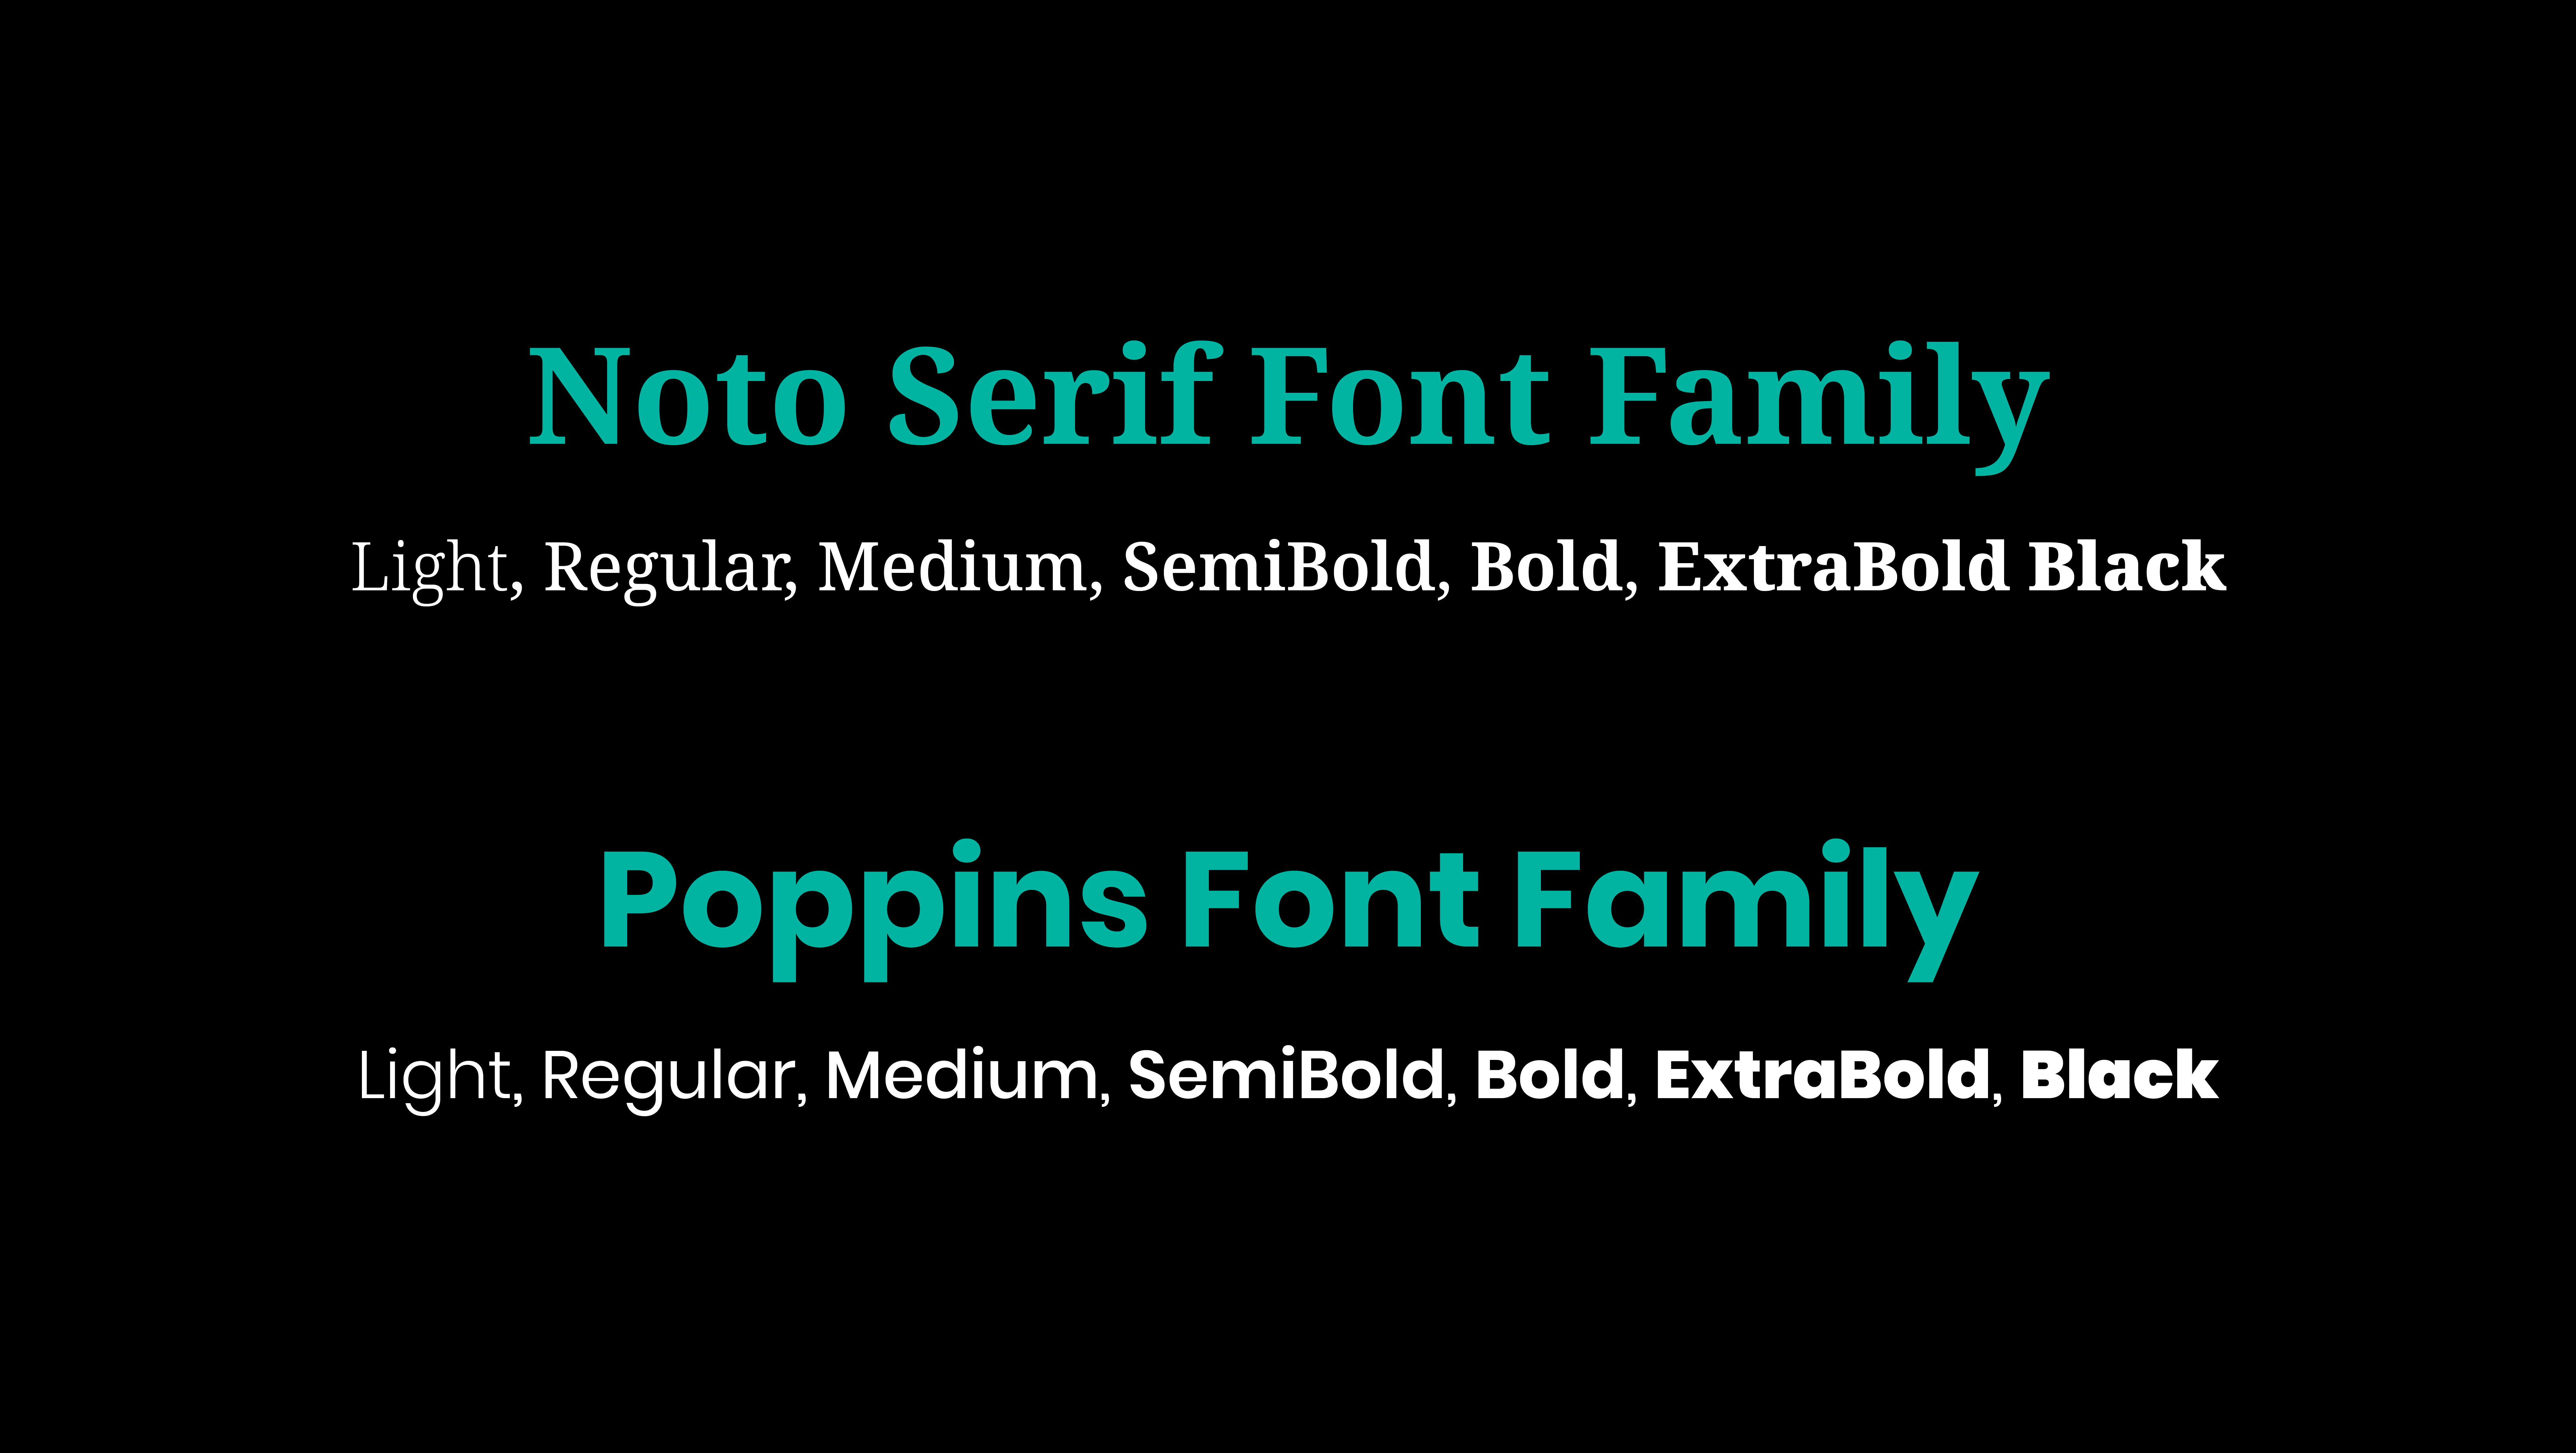 Noto Serif Font Family
Light, Regular, Medium, SemiBold, Bold, ExtraBold Black
Poppins Font Family
Light, Regular, Medium, SemiBold, Bold, ExtraBold, Black